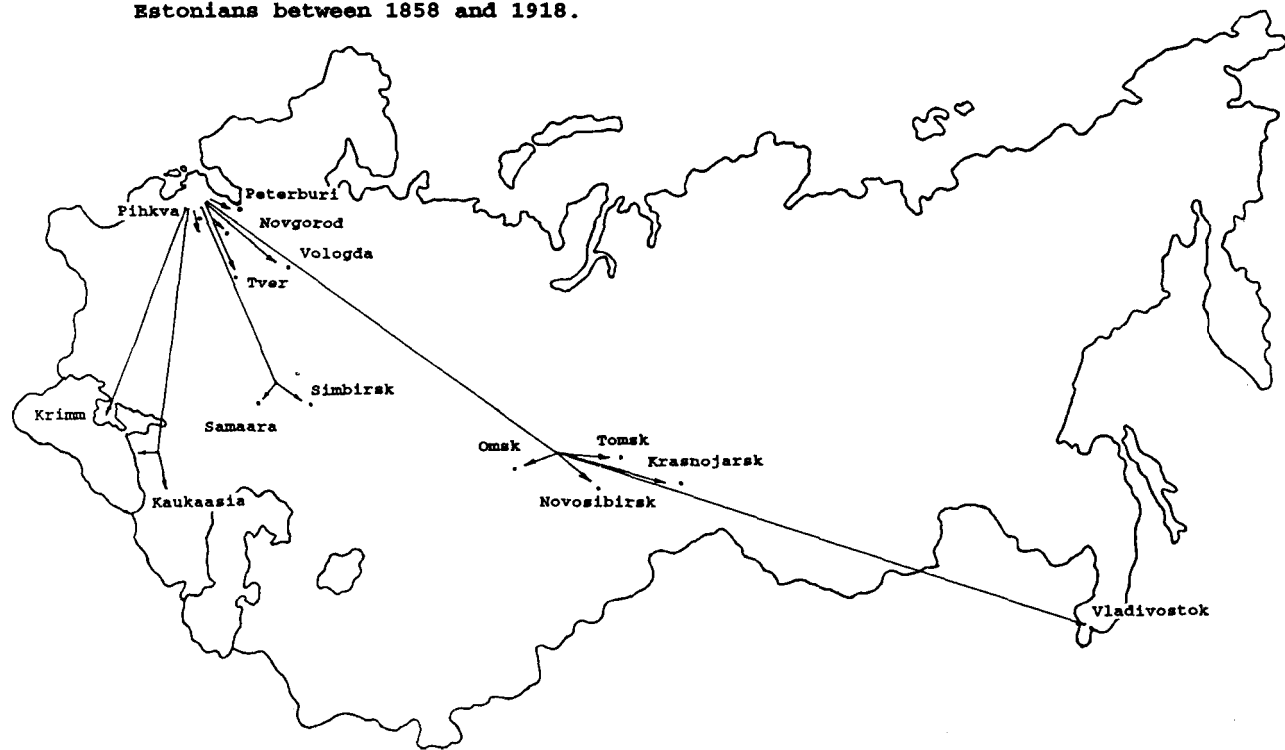 Estonians between 1858 and 1918.
Peterburi
Pihkva
Novgorod
Vologda
Tver
Simbirsk
Krimm
Samaara
Omsk
Tomsk
Krasnojarsk
Kaukaasia
Novosibirsk
Vladivostok